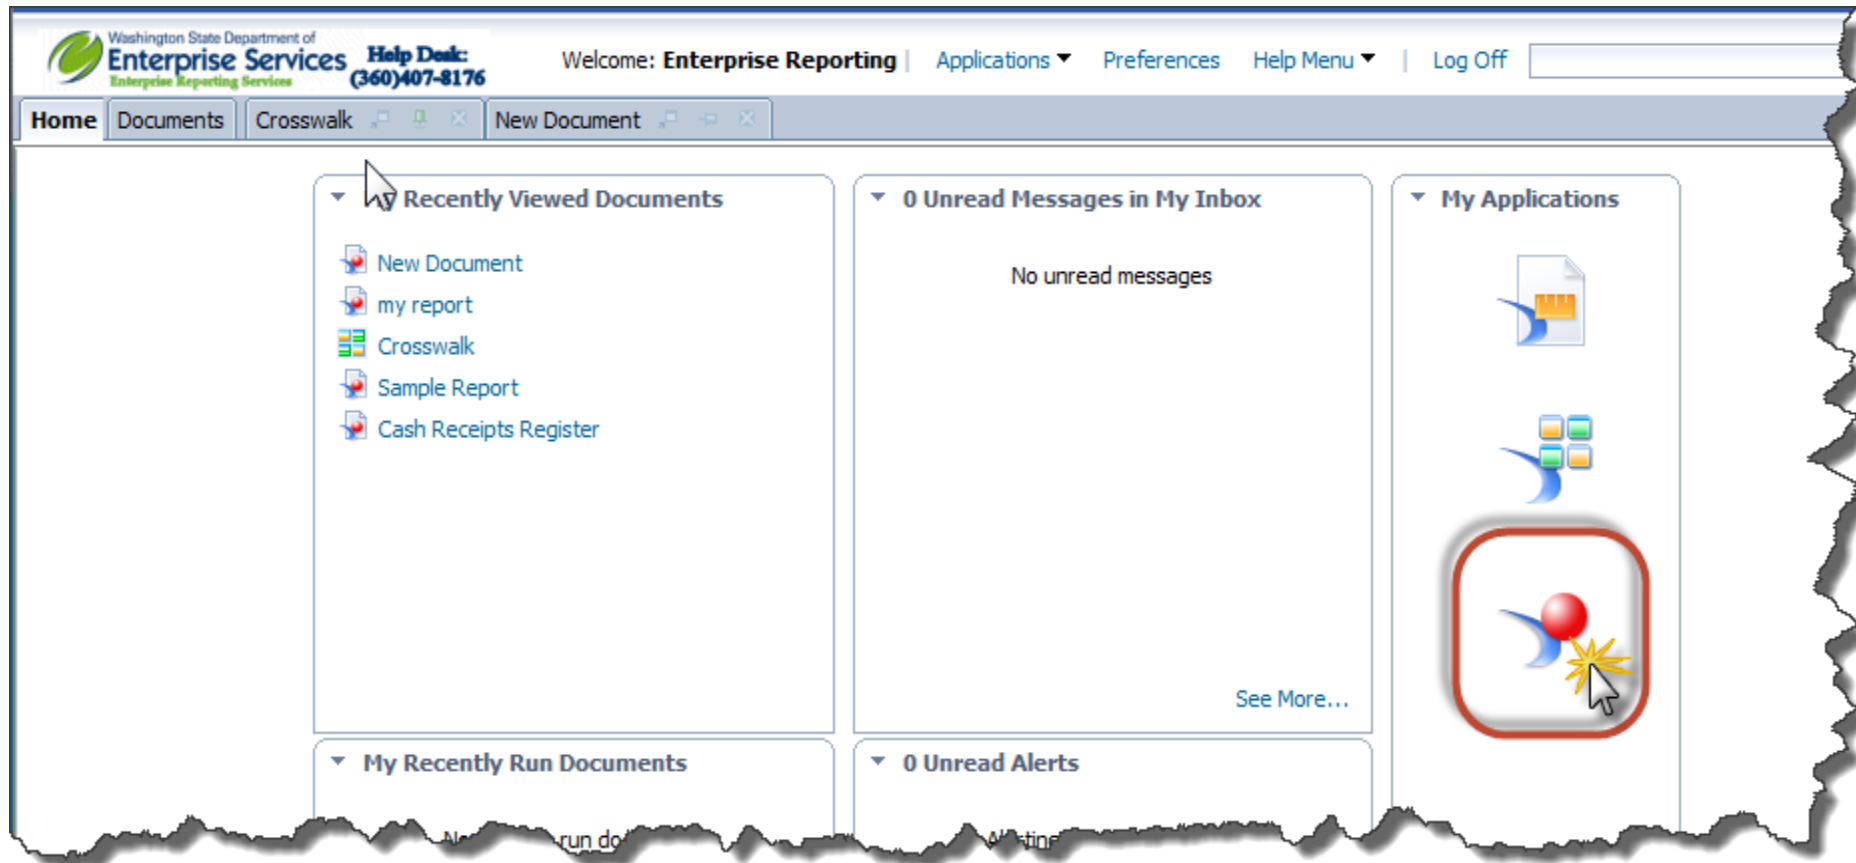 Washington State Department of
Enterprise Services
Enterprise Reporting Services
Help Desk:
(360)407-8176
Welcome: Enterprise Reporting | Applications Preferences Help Menu | Log Off
Home Documents Crosswalk New Document
Recently Viewed Documents
New Document
my report
Crosswalk
Sample Report
Cash Receipts Register
0 Unread Messages in My Inbox
No unread messages
See More...
My Applications
My Recently Run Documents
run do
0 Unread Alerts